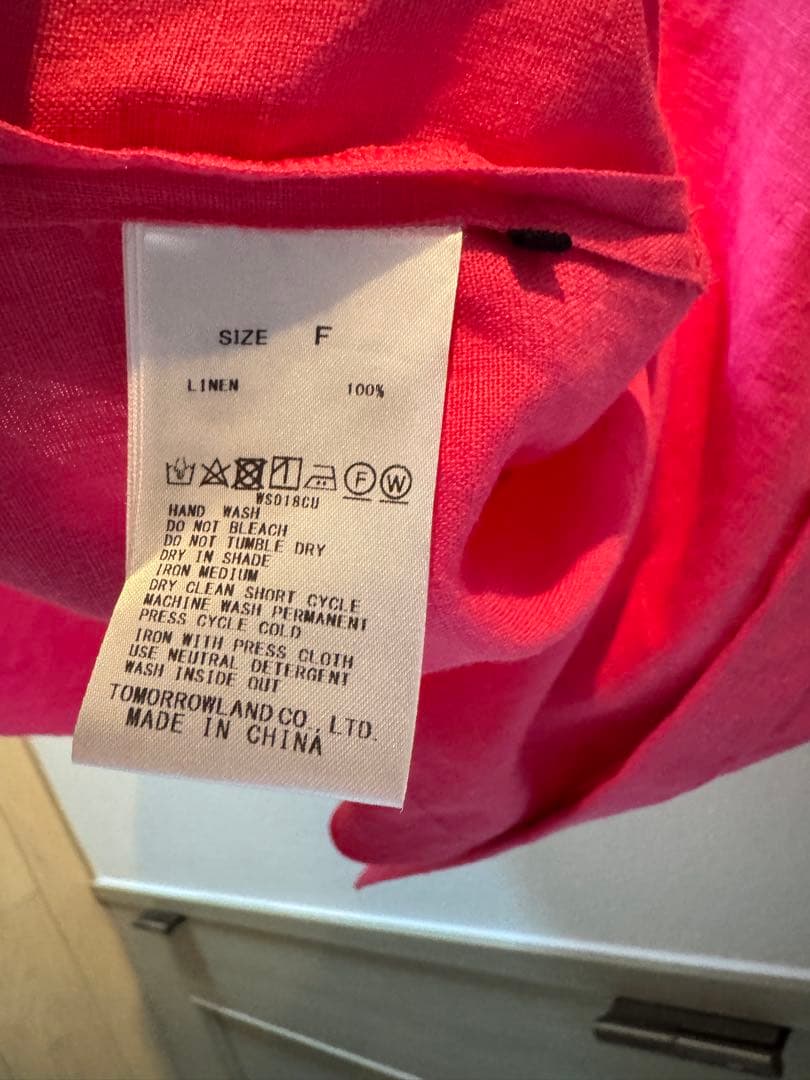 SIZE F
LINEN 100%
F W
WS018CU
HAND WASH
DO NOT BLEACH
DO NOT TUMBLE DRY
DRY IN SHADE
IRON MEDIUM
DRY CLEAN SHORT CYCLE
MACHINE WASH PERMANENT
PRESS CYCLE COLD
IRON WITH PRESS CLOTH
USE NEUTRAL DETERGENT
WASH INSIDE OUT
TOMORROWLAND CO., LTD.
MADE IN CHINA